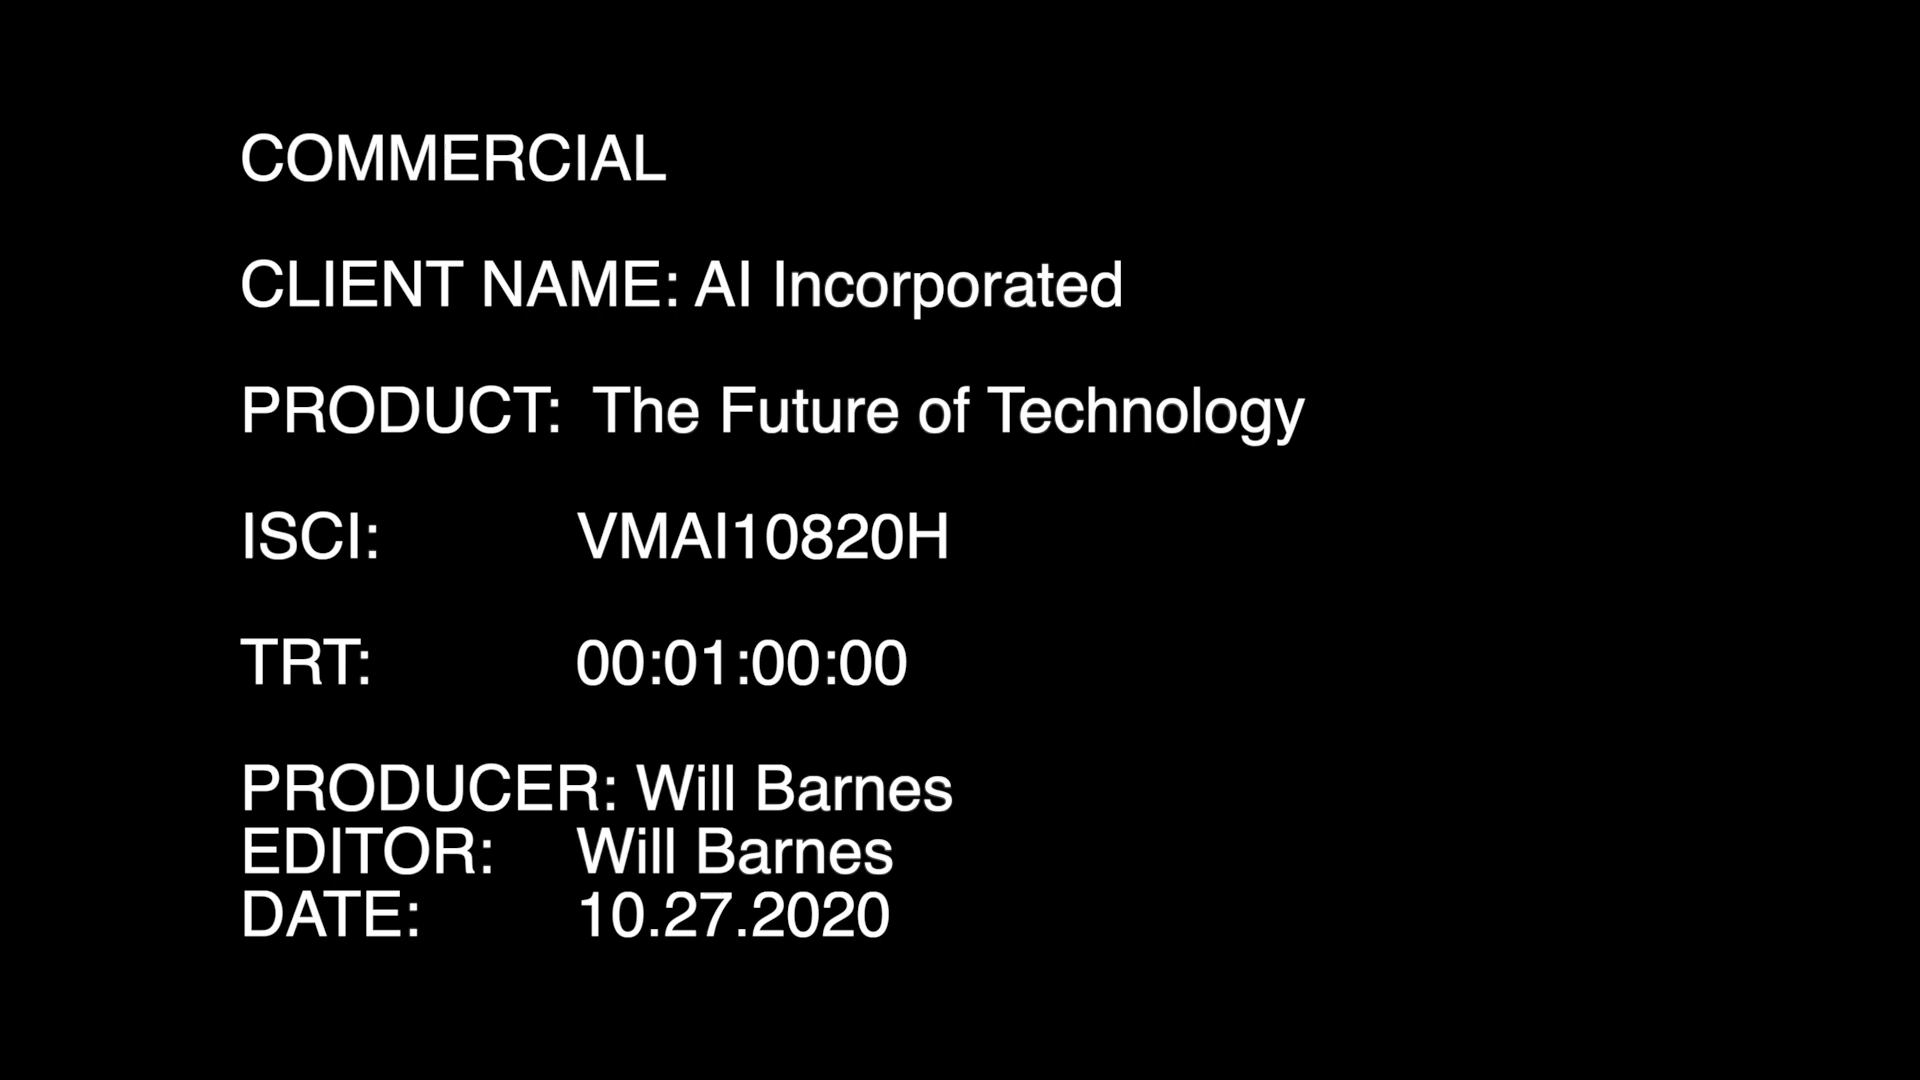 COMMERCIAL
CLIENT NAME: AI Incorporated
PRODUCT: The Future of Technology
ISCI: VMAI10820H
TRT: 00:01:00:00
PRODUCER: Will Barnes
EDITOR: Will Barnes
DATE: 10.27.2020